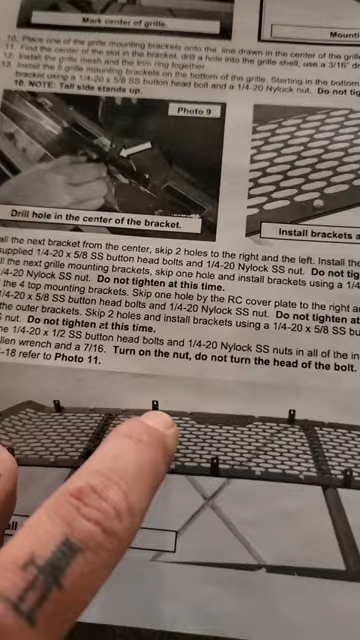 Mark center of grille.
Mounti
10. Place one of the grille mounting brackets onto the line drawn in the center of the grill
11. Find the center of the slot in the bracket, drill a hole into the grille shell, use a 3/16" dr
12. Install the grille mesh and the trim ring together.
13. Install the 5 grille mounting brackets on the bottom of the grille. Starting in the bottom
bracket using a 1/4-20 x 5/8 SS button head bolt and a 1/4-20 Nylock nut. Do not tig
NOTE: Tall side stands up.
Photo 9
Drill hole in the center of the bracket.
Install brackets a
all the next bracket from the center, skip 2 holes to the right and the left. Install the
supplied 1/4-20 x 5/8 SS button head bolts and 1/4-20 Nylock SS nut. Do not tig
ll the next grille mounting brackets, skip one hole and install brackets using a 1/4
/4-20 Nylock SS nut. Do not tighten at this time.
f the 4 top mounting brackets. Skip one hole by the RC cover plate to the right a
1/4-20 x 5/8 SS button head bolts and 1/4-20 Nylock SS nut. Do not tighten at
the outer brackets. Skip 2 holes and install brackets using a 1/4-20 x 5/8 SS bu
nut. Do not tighten at this time.
he 1/4-20 x 1/2 SS button head bolts and 1/4-20 Nylock SS nuts in all of the in
llen wrench and a 7/16. Turn on the nut, do not turn the head of the bolt.
-18 refer to Photo 11.
all